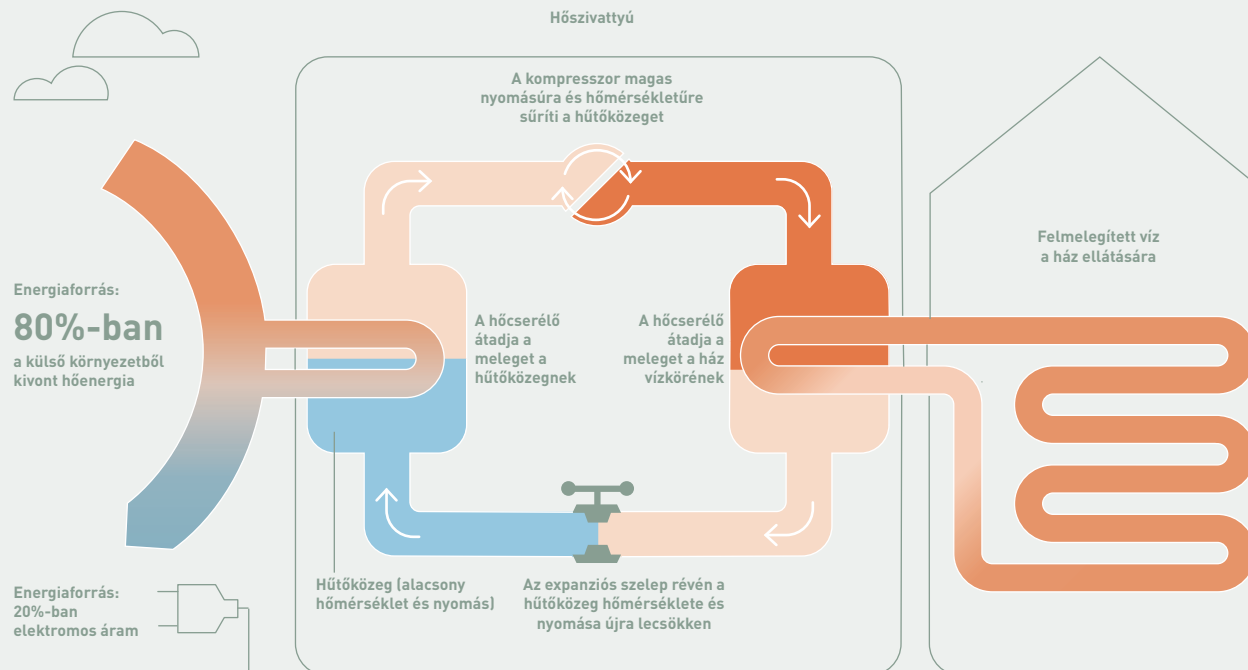 Hőszivattyú
A kompresszor magas
nyomásúra és hőmérsékletűre
sűríti a hűtőközeget
Energiaforrás:
80%-ban
a külső környezetből
kivont hőenergia
A hőcserélő
átadja a
meleget a
hűtőközegnek
A hőcserélő
átadja a
meleget a ház
vízkörének
Felmelegített víz
a ház ellátására
Energiaforrás:
20%-ban
elektromos áram
Hűtőközeg (alacsony
hőmérséklet és nyomás)
Az expanziós szelep révén a
hűtőközeg hőmérséklete és
nyomása újra lecsökken